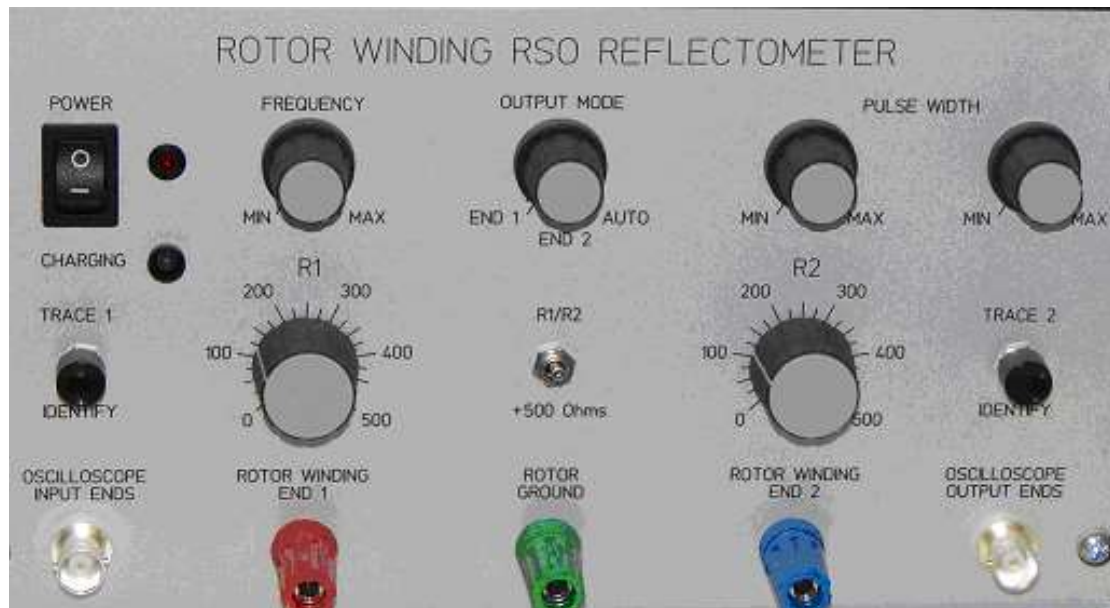 ROTOR WINDING RSO REFLECTOMETER
POWER
FREQUENCY
OUTPUT MODE
PULSE WIDTH
MIN MAX
END 1 AUTO
END 2
MIN MAX
MIN MAX
CHARGING
R1
R2
200 300
100 400
0 500
200 300
100 400
0 500
TRACE 1
IDENTIFY
R1/R2
+500 Ohms
TRACE 2
IDENTIFY
OSCILLOSCOPE
INPUT ENDS
ROTOR WINDING
END 1
ROTOR
GROUND
ROTOR WINDING
END 2
OSCILLOSCOPE
OUTPUT ENDS